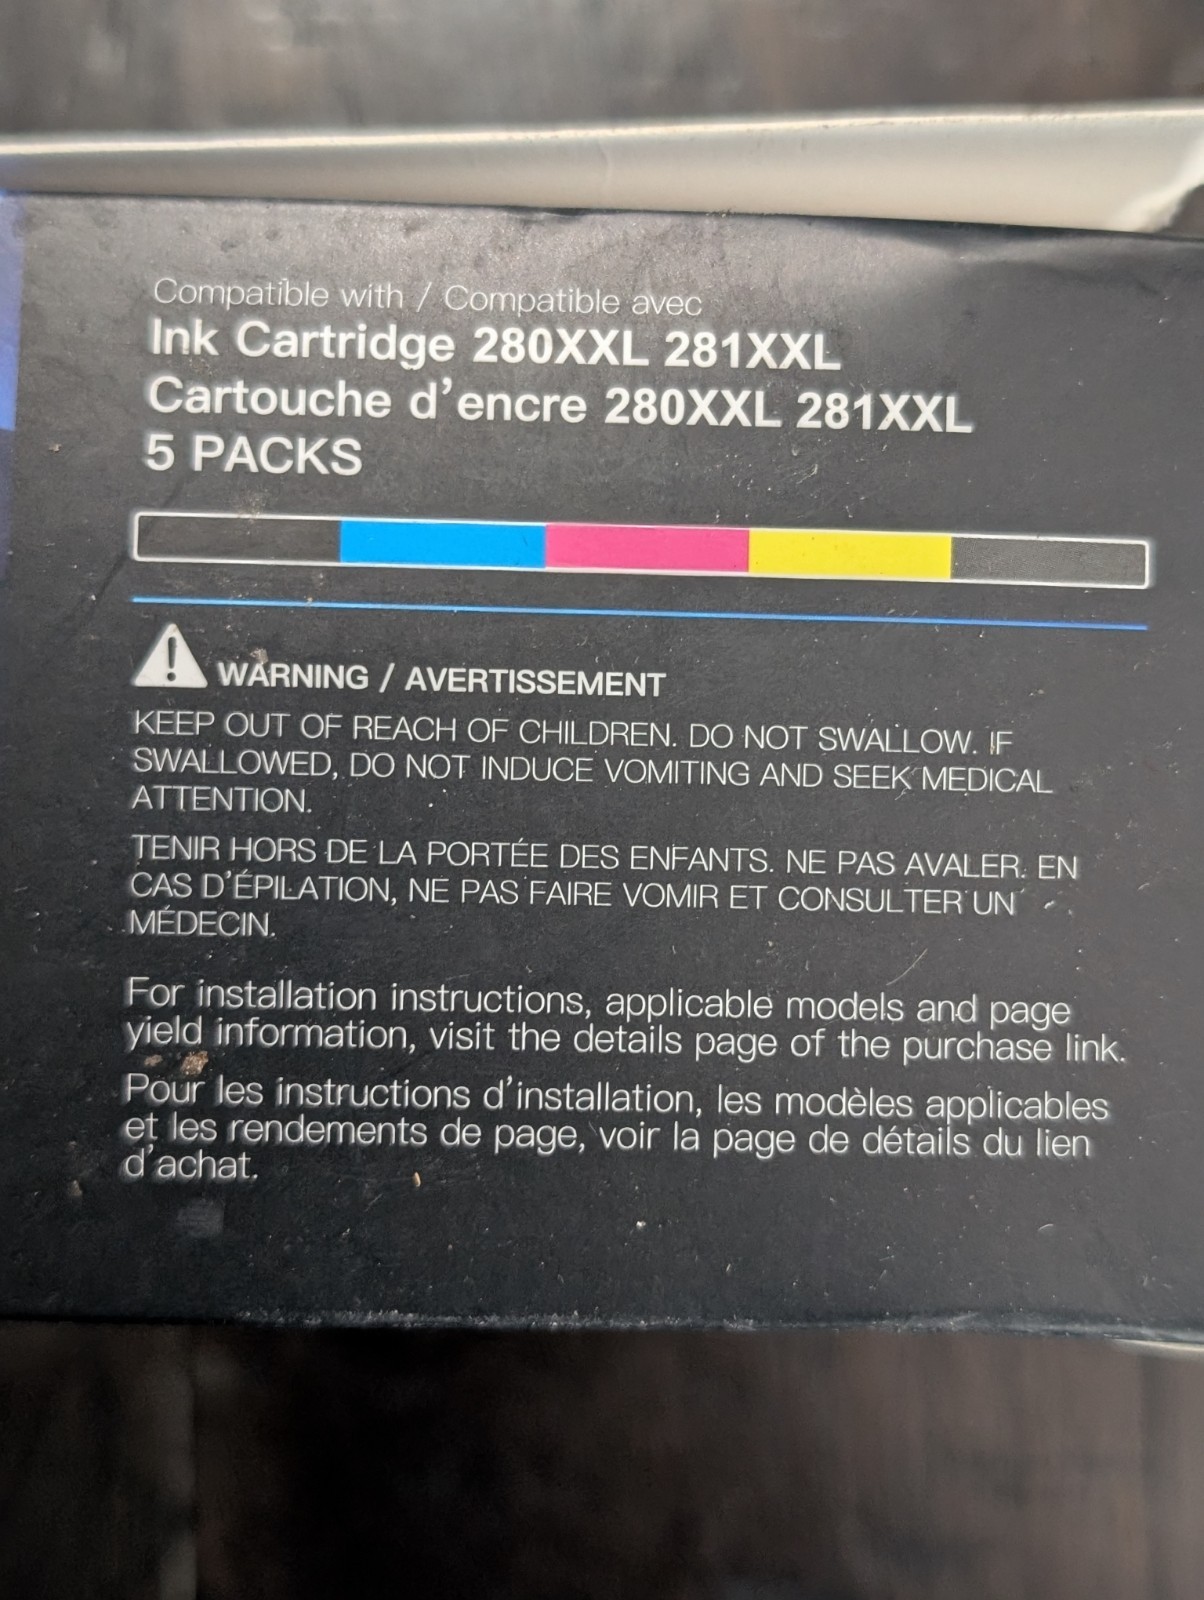 Compatible with / Compatible avec
Ink Cartridge 280XXL 281XXL
Cartouche d'encre 280XXL 281XXL
5 PACKS
WARNING / AVERTISSEMENT
KEEP OUT OF REACH OF CHILDREN. DO NOT SWALLOW. IF
SWALLOWED, DO NOT INDUCE VOMITING AND SEEK MEDICAL
ATTENTION.
TENIR HORS DE LA PORTÉE DES ENFANTS. NE PAS AVALER. EN
CAS D'ÉPILATION, NE PAS FAIRE VOMIR ET CONSULTER UN
MÉDECIN.
For installation instructions, applicable models and page
yield information, visit the details page of the purchase link.
Pour les instructions d'installation, les modèles applicables
et les rendements de page, voir la page de détails du lien
d'achat.